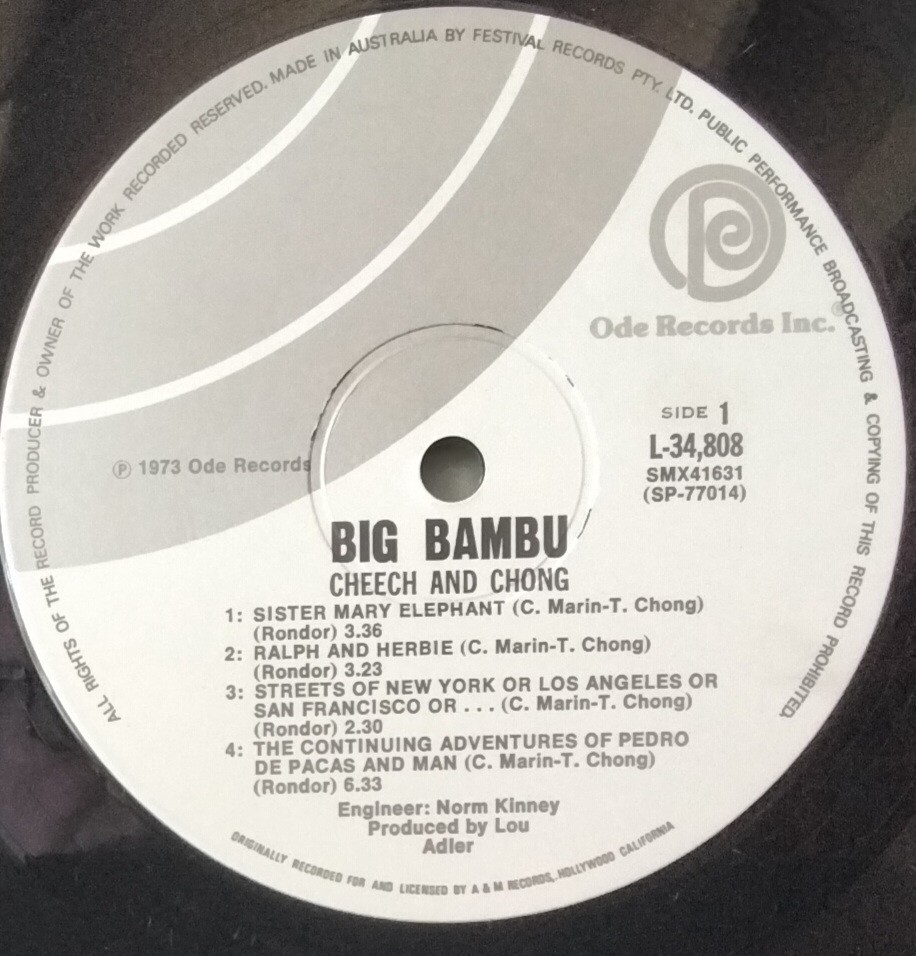 ALL RIGHTS OF THE RECORD PRODUCER & OWNER OF THE WORK RECORDED RESERVED. MADE IN AUSTRALIA BY FESTIVAL RECORDS PTY. LTD. PUBLIC PERFORMANCE BROADCASTING & COPYING OF THIS RECORD PROHIBITED.
Ode Records Inc.®
SIDE 1
L-34,808
SMX41631
(SP-77014)
℗ 1973 Ode Records
BIG BAMBU
CHEECH AND CHONG
1: SISTER MARY ELEPHANT (C. Marin-T. Chong)
(Rondor) 3.36
2: RALPH AND HERBIE (C. Marin-T. Chong)
(Rondor) 3.23
3: STREETS OF NEW YORK OR LOS ANGELES OR
SAN FRANCISCO OR . . . (C. Marin-T. Chong)
(Rondor) 2.30
4: THE CONTINUING ADVENTURES OF PEDRO
DE PACAS AND MAN (C. Marin-T. Chong)
(Rondor) 6.33
Engineer: Norm Kinney
Produced by Lou
Adler
ORIGINALLY RECORDED FOR AND LICENSED BY A & M RECORDS, HOLLYWOOD CALIFORNIA